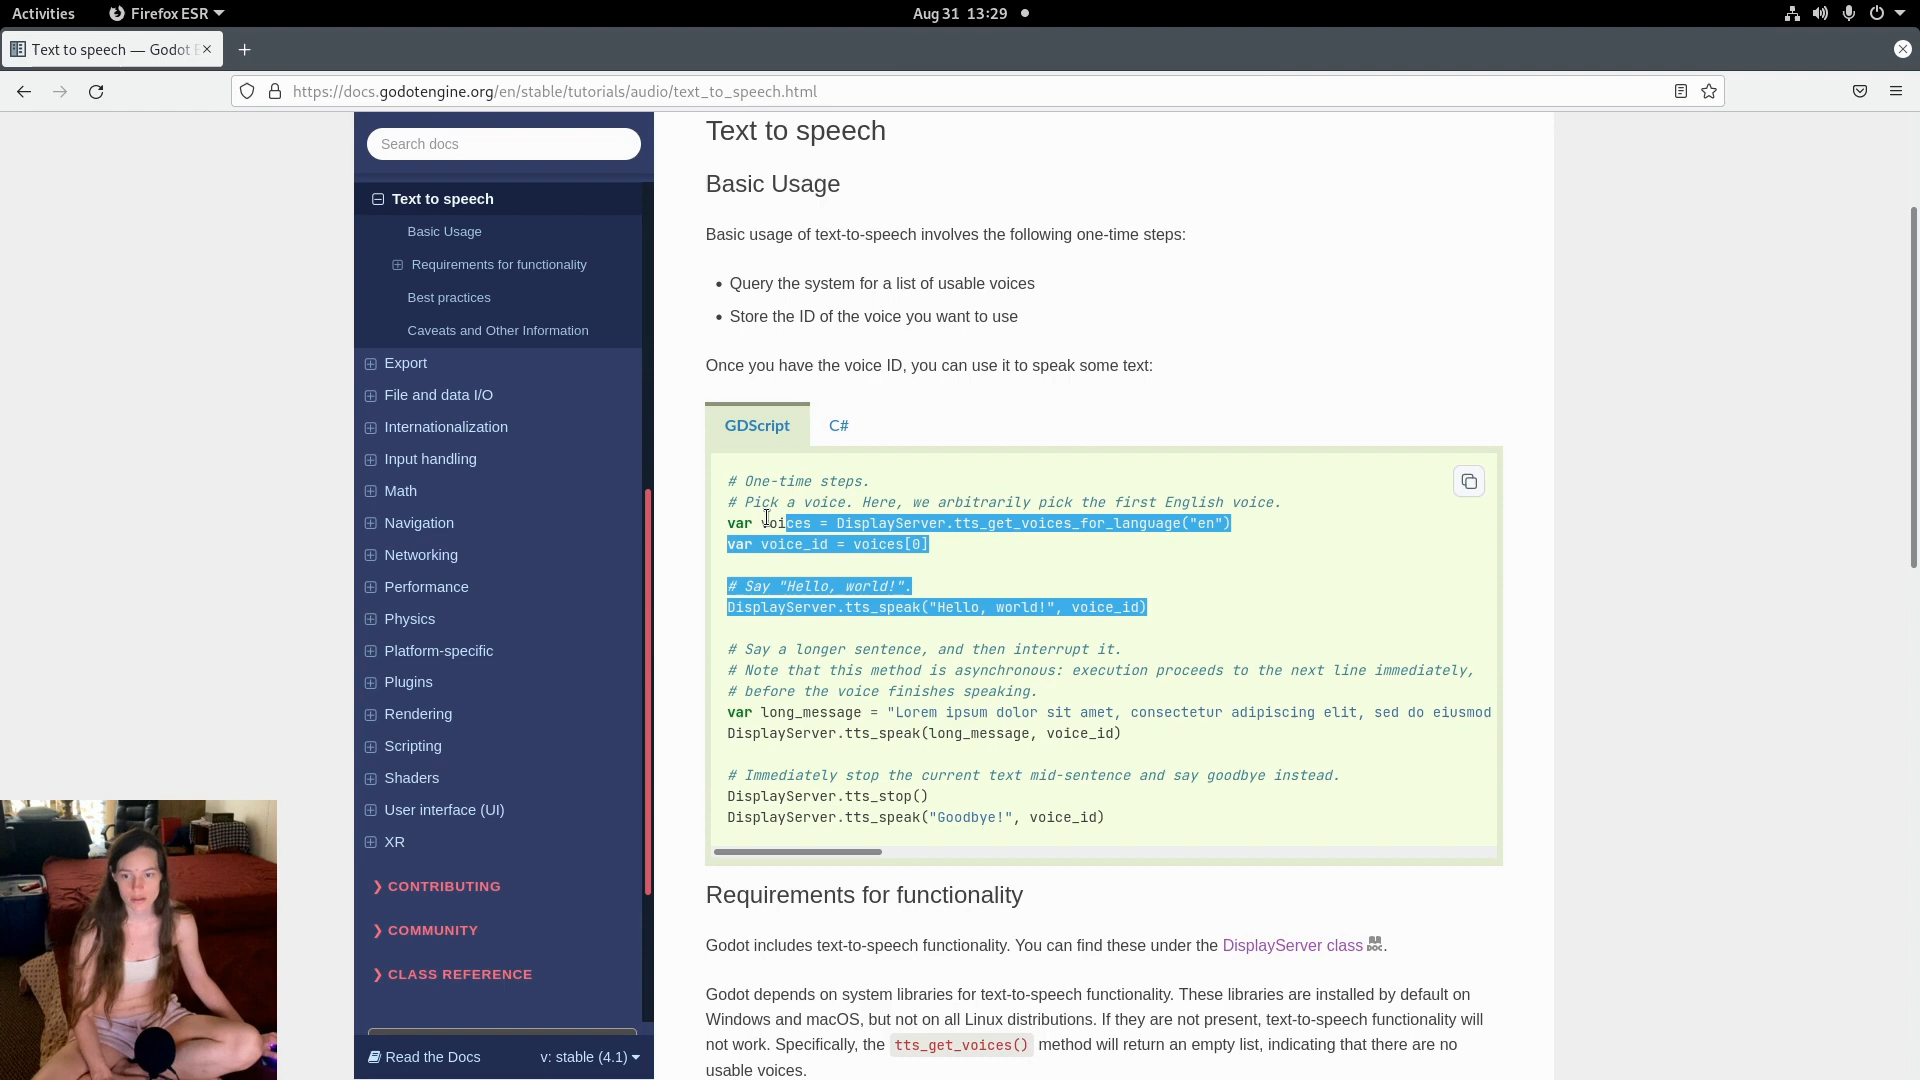 Activities
Firefox ESR
Aug 31 13:29
Text to speech — Godot E
https://docs.godotengine.org/en/stable/tutorials/audio/text_to_speech.html
Search docs
Text to speech
Basic Usage
Requirements for functionality
Best practices
Caveats and Other Information
Export
File and data I/O
Internationalization
Input handling
Math
Navigation
Networking
Performance
Physics
Platform-specific
Plugins
Rendering
Scripting
Shaders
User interface (UI)
XR
CONTRIBUTING
COMMUNITY
CLASS REFERENCE
Read the Docs
v: stable (4.1)
Text to speech
Basic Usage
Basic usage of text-to-speech involves the following one-time steps:
• Query the system for a list of usable voices
• Store the ID of the voice you want to use
Once you have the voice ID, you can use it to speak some text:
GDScript
C#
# One-time steps.
# Pick a voice. Here, we arbitrarily pick the first English voice.
var voices = DisplayServer.tts_get_voices_for_language("en")
var voice_id = voices[0]
# Say "Hello, world!".
DisplayServer.tts_speak("Hello, world!", voice_id)
# Say a longer sentence, and then interrupt it.
# Note that this method is asynchronous: execution proceeds to the next line immediately,
# before the voice finishes speaking.
var long_message = "Lorem ipsum dolor sit amet, consectetur adipiscing elit, sed do eiusmod
DisplayServer.tts_speak(long_message, voice_id)
# Immediately stop the current text mid-sentence and say goodbye instead.
DisplayServer.tts_stop()
DisplayServer.tts_speak("Goodbye!", voice_id)
Requirements for functionality
Godot includes text-to-speech functionality. You can find these under the DisplayServer class DOC.
Godot depends on system libraries for text-to-speech functionality. These libraries are installed by default on
Windows and macOS, but not on all Linux distributions. If they are not present, text-to-speech functionality will
not work. Specifically, the tts_get_voices() method will return an empty list, indicating that there are no
usable voices.